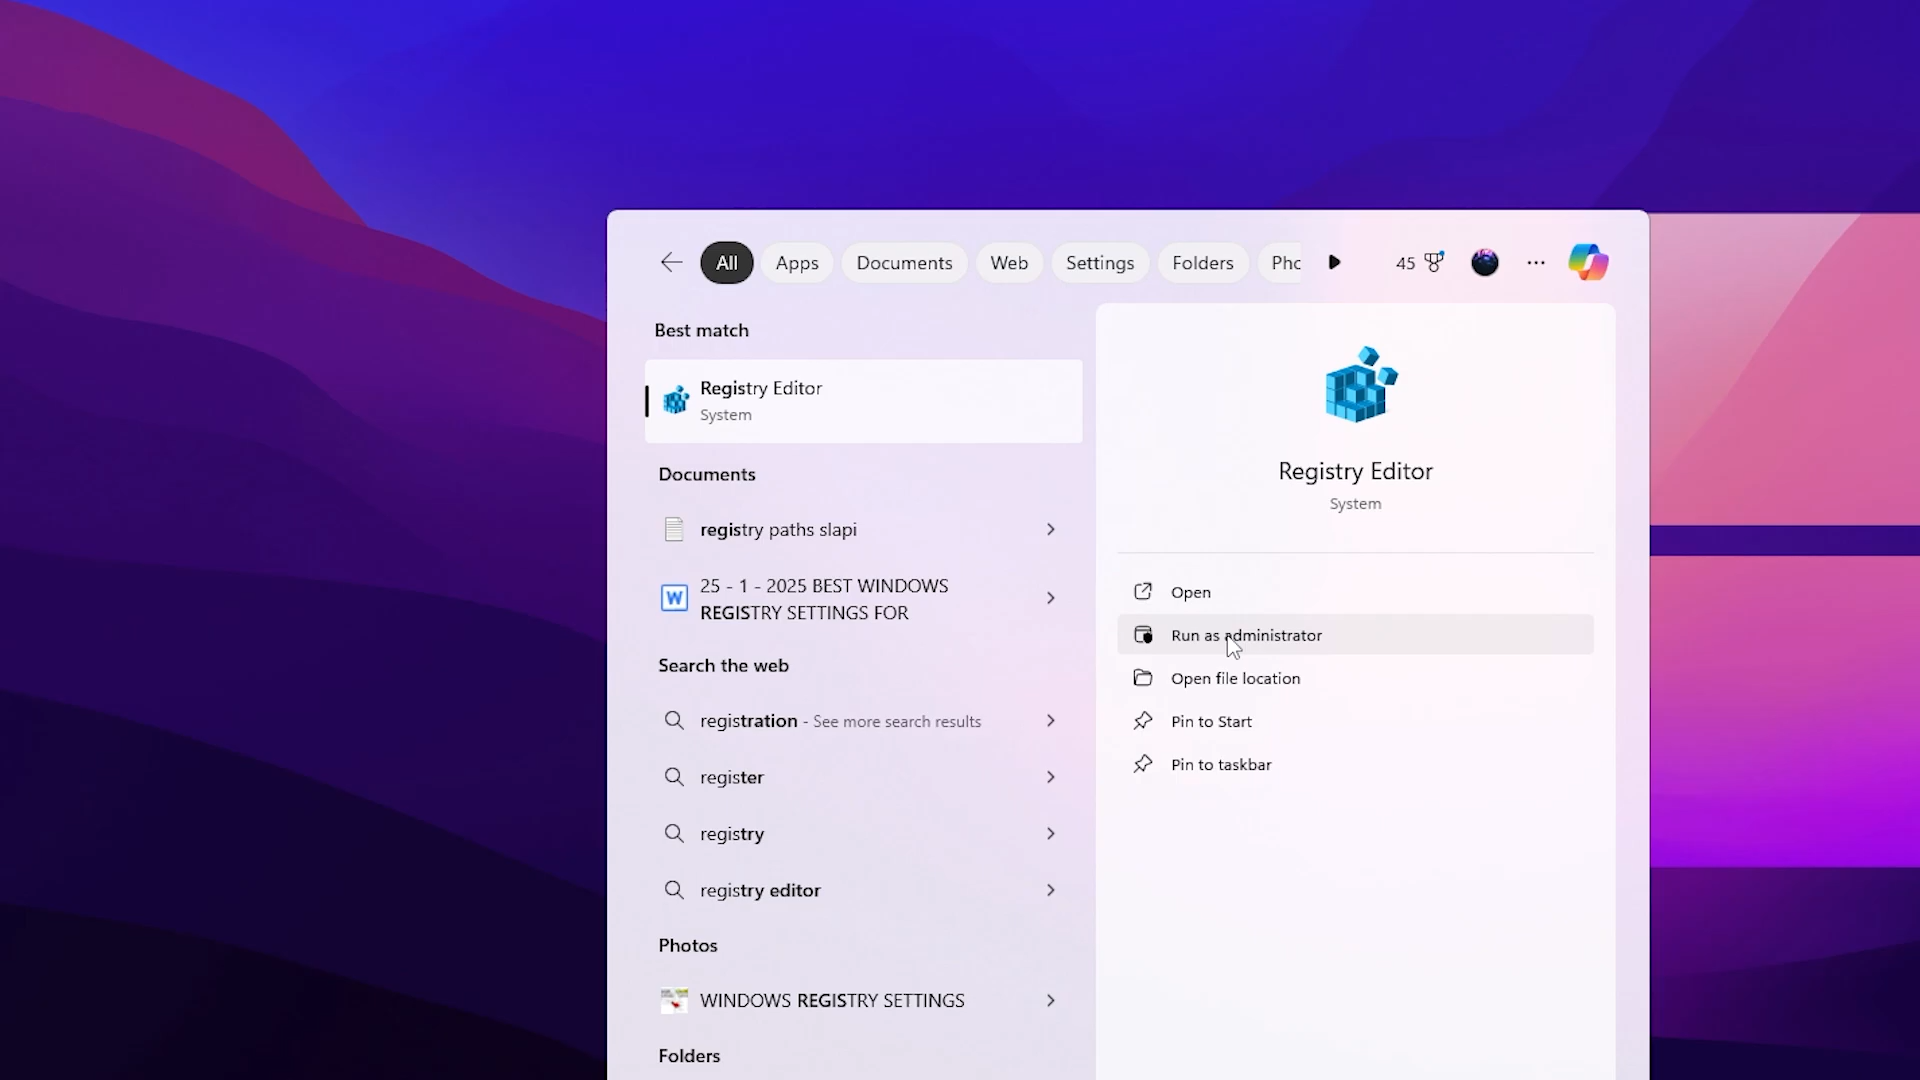 All
Apps
Documents
Web
Settings
Folders
Pho
45
Best match
Registry Editor
System
Documents
registry paths slapi
25 - 1 - 2025 BEST WINDOWS
REGISTRY SETTINGS FOR
Search the web
registration - See more search results
register
registry
registry editor
Photos
WINDOWS REGISTRY SETTINGS
Folders
Registry Editor
System
Open
Run as administrator
Open file location
Pin to Start
Pin to taskbar